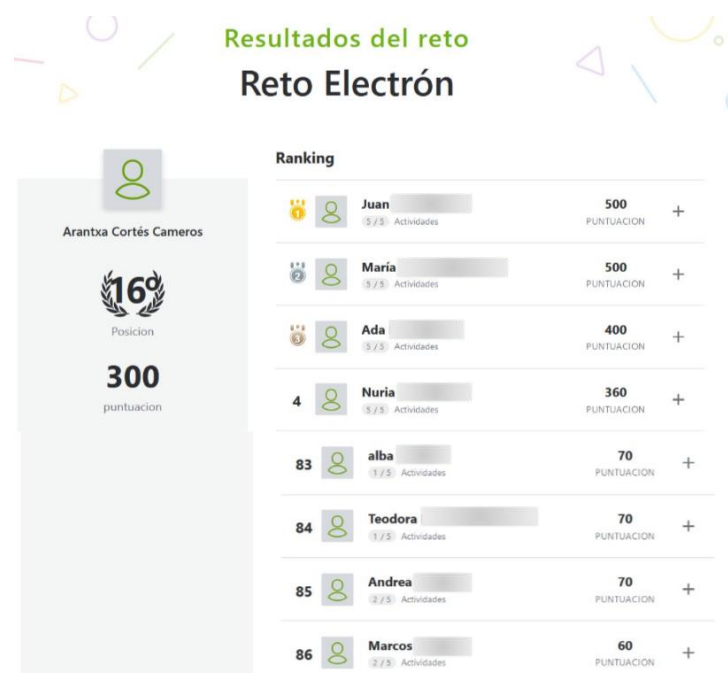 Resultados del reto
Reto Electrón
Arantxa Cortés Cameros
16º
Posicion
300
puntuacion
Ranking
1 Juan 500
5 / 5 Actividades PUNTUACION +
2 María 500
5 / 5 Actividades PUNTUACION +
3 Ada 400
5 / 5 Actividades PUNTUACION +
4 Nuria 360
5 / 5 Actividades PUNTUACION +
83 alba 70
1 / 5 Actividades PUNTUACION +
84 Teodora 70
1 / 5 Actividades PUNTUACION +
85 Andrea 70
2 / 5 Actividades PUNTUACION +
86 Marcos 60
2 / 5 Actividades PUNTUACION +